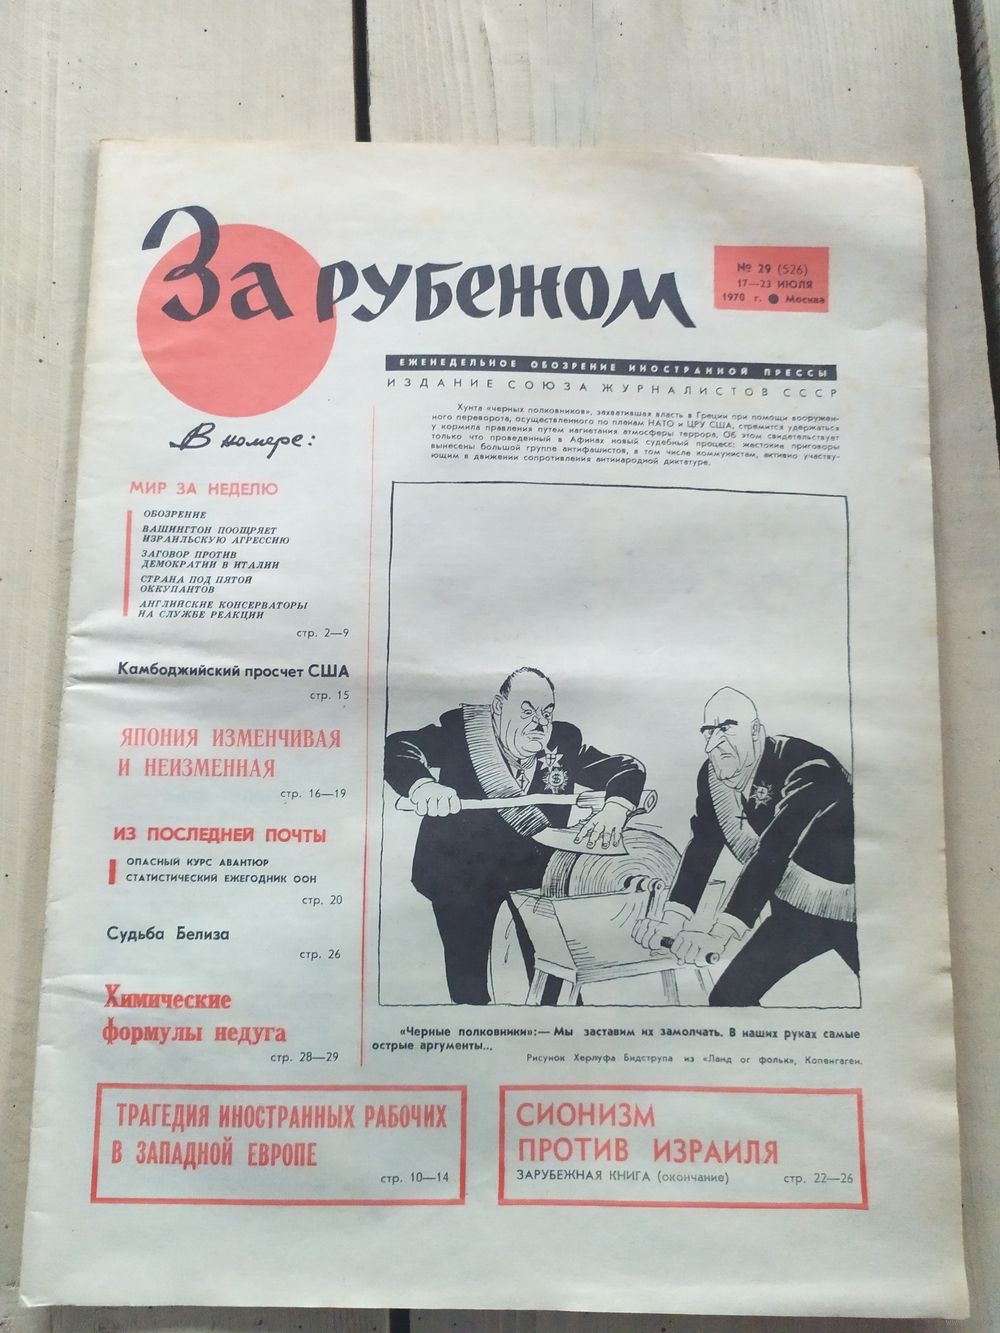 За рубежом
№ 29 (526)
17—23 ИЮЛЯ
1970 г. ● Москва
ЕЖЕНЕДЕЛЬНОЕ ОБОЗРЕНИЕ ИНОСТРАННОЙ ПРЕССЫ
ИЗДАНИЕ СОЮЗА ЖУРНАЛИСТОВ СССР
Хунта «черных полковников», захватившая власть в Греции при помощи вооружен-
ного переворота, осуществленного по планам НАТО и ЦРУ США, стремится удержаться
у кормила правления путем нагнетания атмосферы террора. Об этом свидетельствует
только что проведенный в Афинах новый судебный процесс: жестокие приговоры
вынесены большой группе антифашистов, в том числе коммунистам, активно участву-
ющим в движении сопротивления антинародной диктатуре.
В номере:
МИР ЗА НЕДЕЛЮ
ОБОЗРЕНИЕ
ВАШИНГТОН ПООЩРЯЕТ
ИЗРАИЛЬСКУЮ АГРЕССИЮ
ЗАГОВОР ПРОТИВ
ДЕМОКРАТИИ В ИТАЛИИ
СТРАНА ПОД ПЯТОЙ
ОККУПАНТОВ
АНГЛИЙСКИЕ КОНСЕРВАТОРЫ
НА СЛУЖБЕ РЕАКЦИИ
стр. 2—9
Камбоджийский просчет США
стр. 15
ЯПОНИЯ ИЗМЕНЧИВАЯ
И НЕИЗМЕННАЯ
стр. 16—19
ИЗ ПОСЛЕДНЕЙ ПОЧТЫ
ОПАСНЫЙ КУРС АВАНТЮР
СТАТИСТИЧЕСКИЙ ЕЖЕГОДНИК ООН
стр. 20
Судьба Белиза
стр. 26
Химические
формулы недуга
стр. 28—29
$
«Черные полковники»:— Мы заставим их замолчать. В наших руках самые
острые аргументы...
Рисунок Херлуфа Бидструпа из «Ланд ог фольк», Копенгаген.
ТРАГЕДИЯ ИНОСТРАННЫХ РАБОЧИХ
В ЗАПАДНОЙ ЕВРОПЕ
стр. 10—14
СИОНИЗМ
ПРОТИВ ИЗРАИЛЯ
ЗАРУБЕЖНАЯ КНИГА (окончание) стр. 22—26